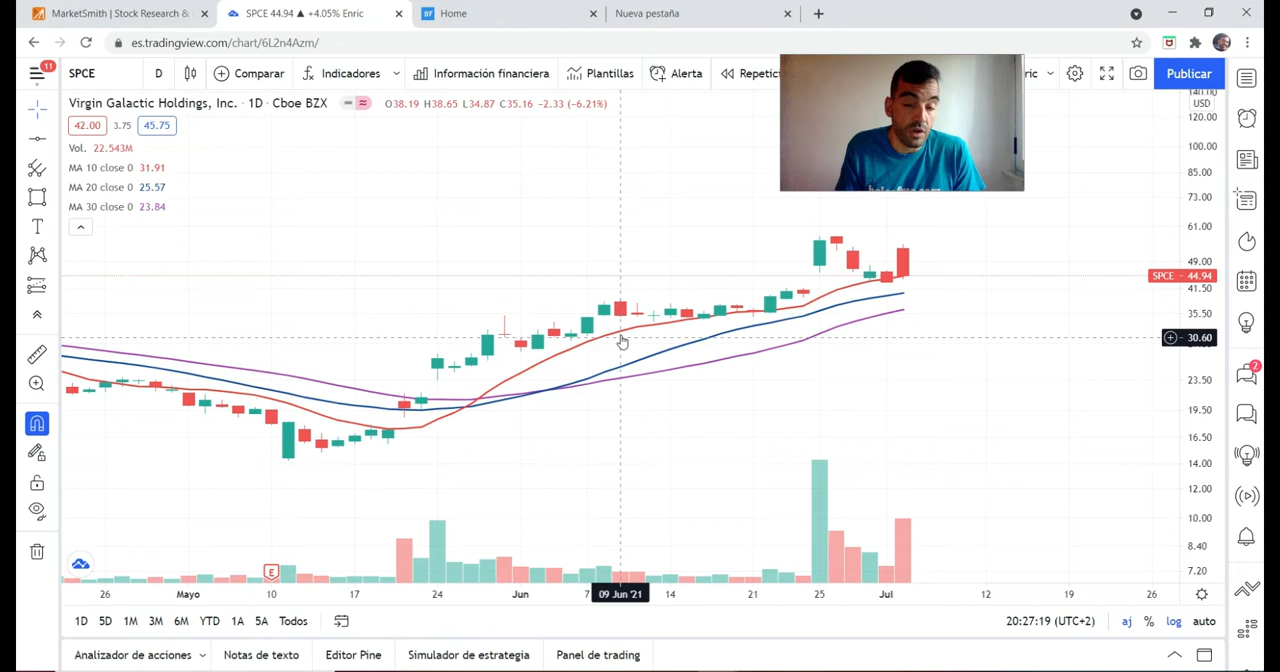 MarketSmith | Stock Research &
SPCE 44.94 ▲ +4.05% Enric
Home
Nueva pestaña
es.tradingview.com/chart/6L2n4Azm/
11
SPCE
D
Comparar
Indicadores
Información financiera
Plantillas
Alerta
Repetic
ric
Publicar
Virgin Galactic Holdings, Inc. · 1D · Cboe BZX
O38.19 H38.65 L34.87 C35.16 −2.33 (−6.21%)
42.00 3.75 45.75
Vol. 22.543M
MA 10 close 0 31.91
MA 20 close 0 25.57
MA 30 close 0 23.84
140.00
USD
120.00
100.00
85.00
73.00
61.00
49.00
SPCE 44.94
41.50
35.50
30.60
23.50
19.50
16.50
14.00
12.00
10.00
8.40
7.20
2
E
26
Mayo
10
17
24
Jun
7
09 Jun '21
14
21
25
Jul
12
19
26
1D
5D
1M
3M
6M
YTD
1A
5A
Todos
20:27:19 (UTC+2)
aj
%
log
auto
Analizador de acciones
Notas de texto
Editor Pine
Simulador de estrategia
Panel de trading